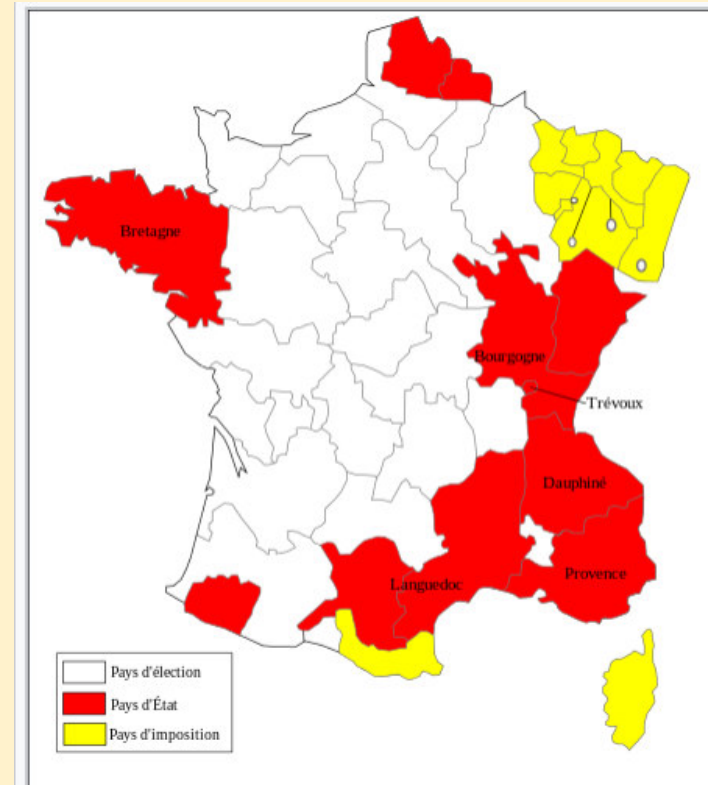 Bretagne
Bourgogne
Trévoux
Dauphiné
Provence
Languedoc
Pays d'élection
Pays d'État
Pays d'imposition